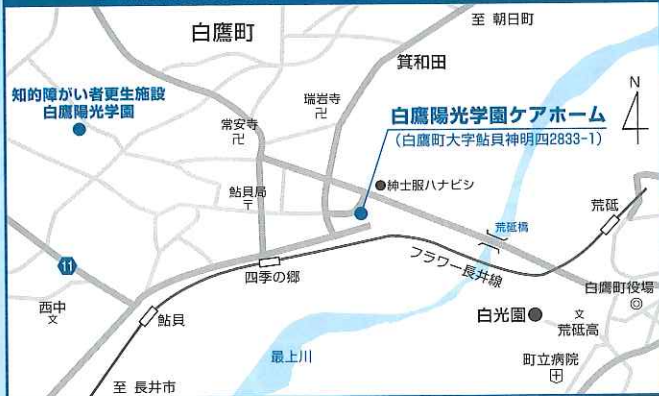 至 朝日町
白鷹町
箕和田
N
知的障がい者更生施設
白鷹陽光学園
瑞岩寺
常安寺
白鷹陽光学園ケアホーム
(白鷹町大字鮎貝神明四2833-1)
紳士服ハナビシ
鮎貝局
荒砥
荒砥橋
11
四季の郷
フラワー長井線
白鷹町役場
西中
文
鮎貝
白光園
文
荒砥高
最上川
町立病院
至 長井市